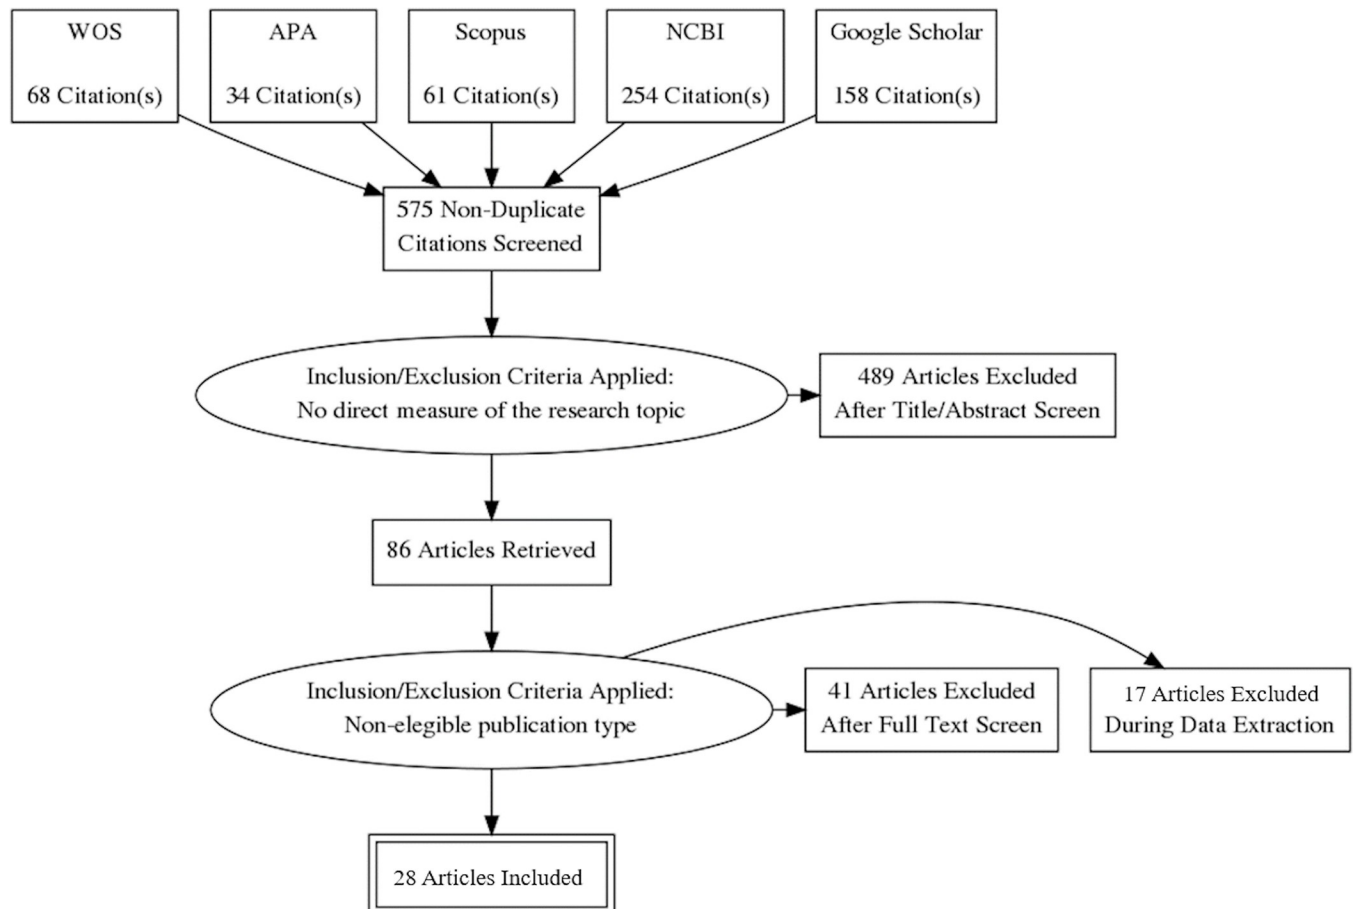 WOS
68 Citation(s)
APA
34 Citation(s)
Scopus
61 Citation(s)
NCBI
254 Citation(s)
Google Scholar
158 Citation(s)
575 Non-Duplicate
Citations Screened
Inclusion/Exclusion Criteria Applied:
No direct measure of the research topic
489 Articles Excluded
After Title/Abstract Screen
86 Articles Retrieved
Inclusion/Exclusion Criteria Applied:
Non-elegible publication type
41 Articles Excluded
After Full Text Screen
17 Articles Excluded
During Data Extraction
28 Articles Included